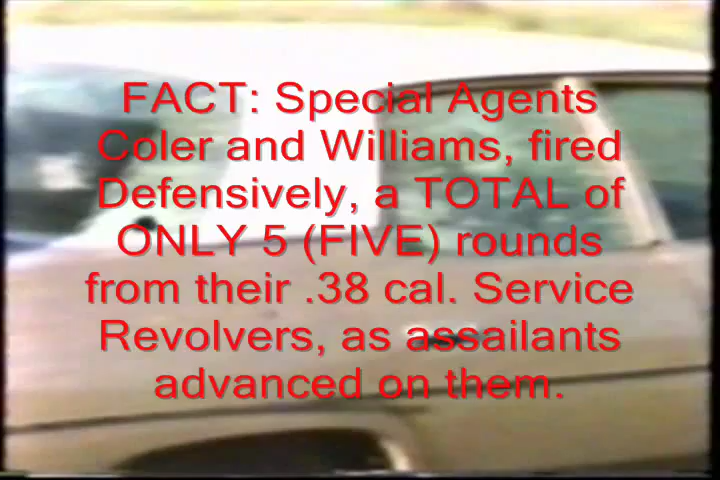 FACT: Special Agents
Coler and Williams, fired
Defensively, a TOTAL of
ONLY 5 (FIVE) rounds
from their .38 cal. Service
Revolvers, as assailants
advanced on them.